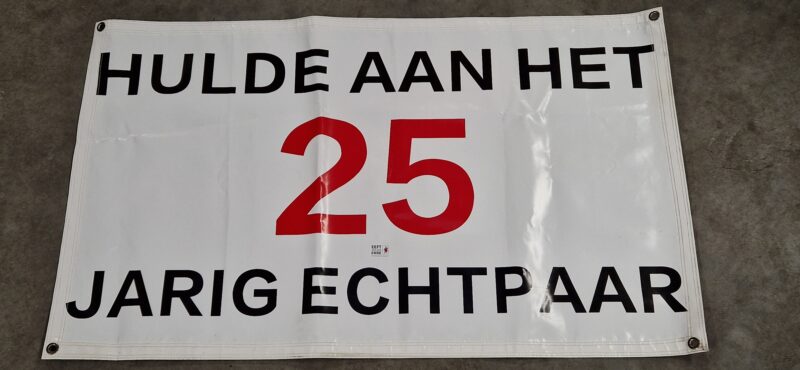 HULDE AAN HET
25
JARIG ECHTPAAR